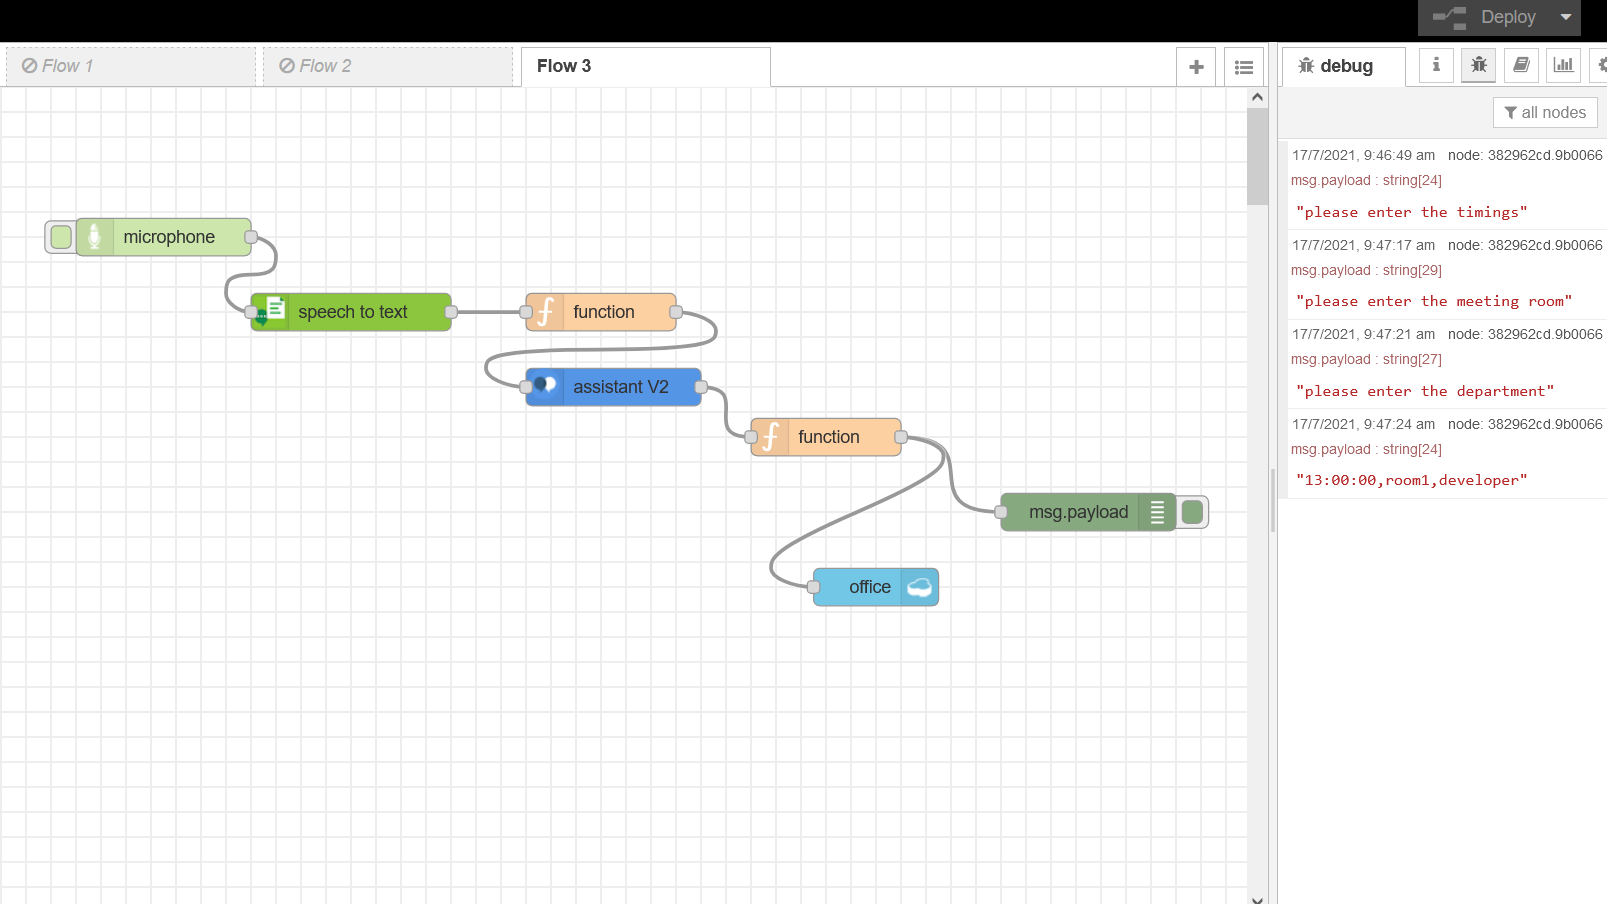 Deploy
Flow 1
Flow 2
Flow 3
debug
all nodes
microphone
speech to text
function
assistant V2
function
msg.payload
office
17/7/2021, 9:46:49 am node: 382962cd.9b0066
msg.payload : string[24]
"please enter the timings"
17/7/2021, 9:47:17 am node: 382962cd.9b0066
msg.payload : string[29]
"please enter the meeting room"
17/7/2021, 9:47:21 am node: 382962cd.9b0066
msg.payload : string[27]
"please enter the department"
17/7/2021, 9:47:24 am node: 382962cd.9b0066
msg.payload : string[24]
"13:00:00,room1,developer"